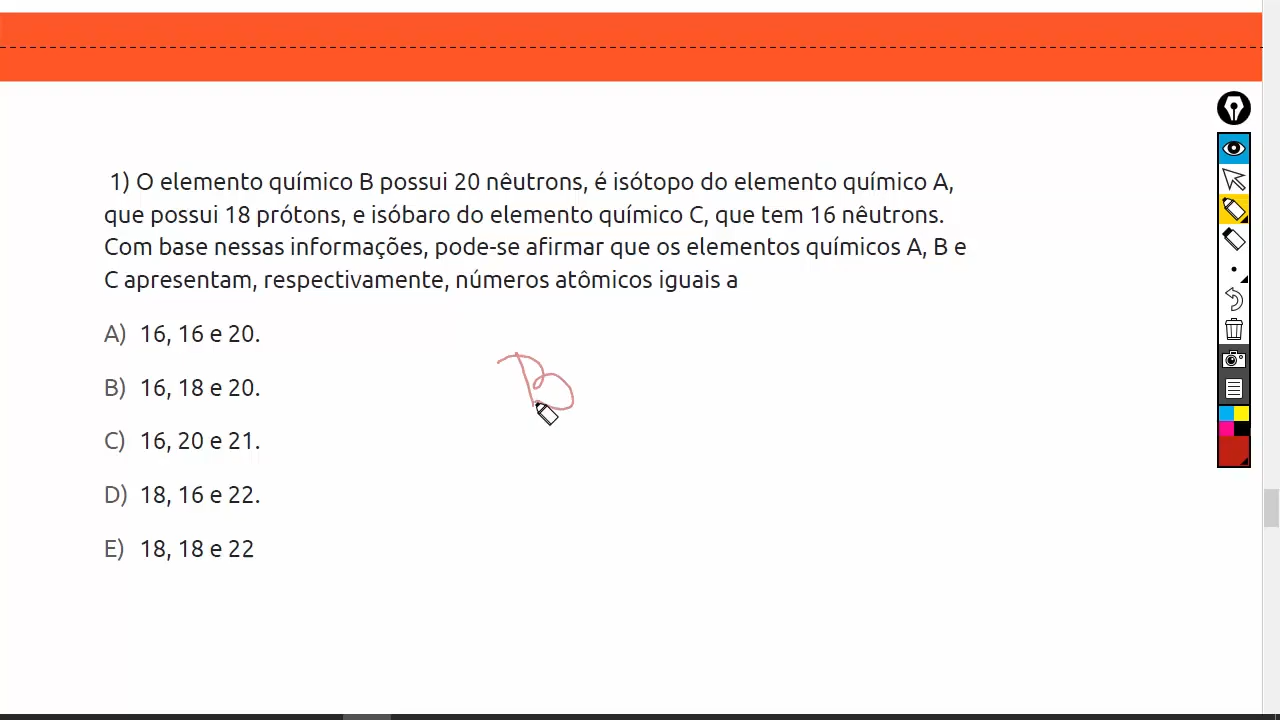 1) O elemento químico B possui 20 nêutrons, é isótopo do elemento químico A,
que possui 18 prótons, e isóbaro do elemento químico C, que tem 16 nêutrons.
Com base nessas informações, pode-se afirmar que os elementos químicos A, B e
C apresentam, respectivamente, números atômicos iguais a
A) 16, 16 e 20.
B) 16, 18 e 20.
B
C) 16, 20 e 21.
D) 18, 16 e 22.
E) 18, 18 e 22